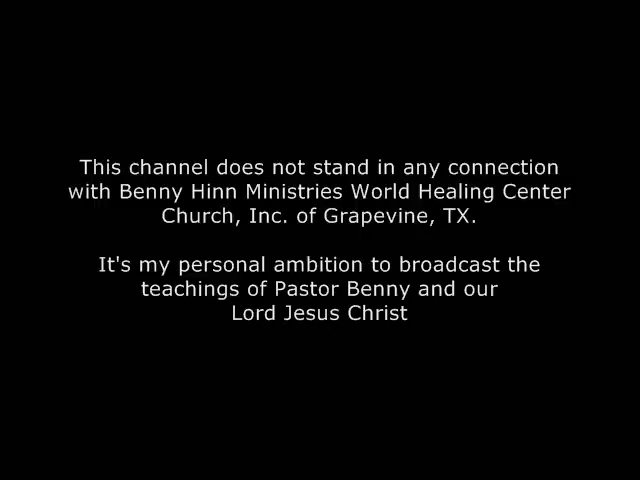 This channel does not stand in any connection
with Benny Hinn Ministries World Healing Center
Church, Inc. of Grapevine, TX.
It's my personal ambition to broadcast the
teachings of Pastor Benny and our
Lord Jesus Christ